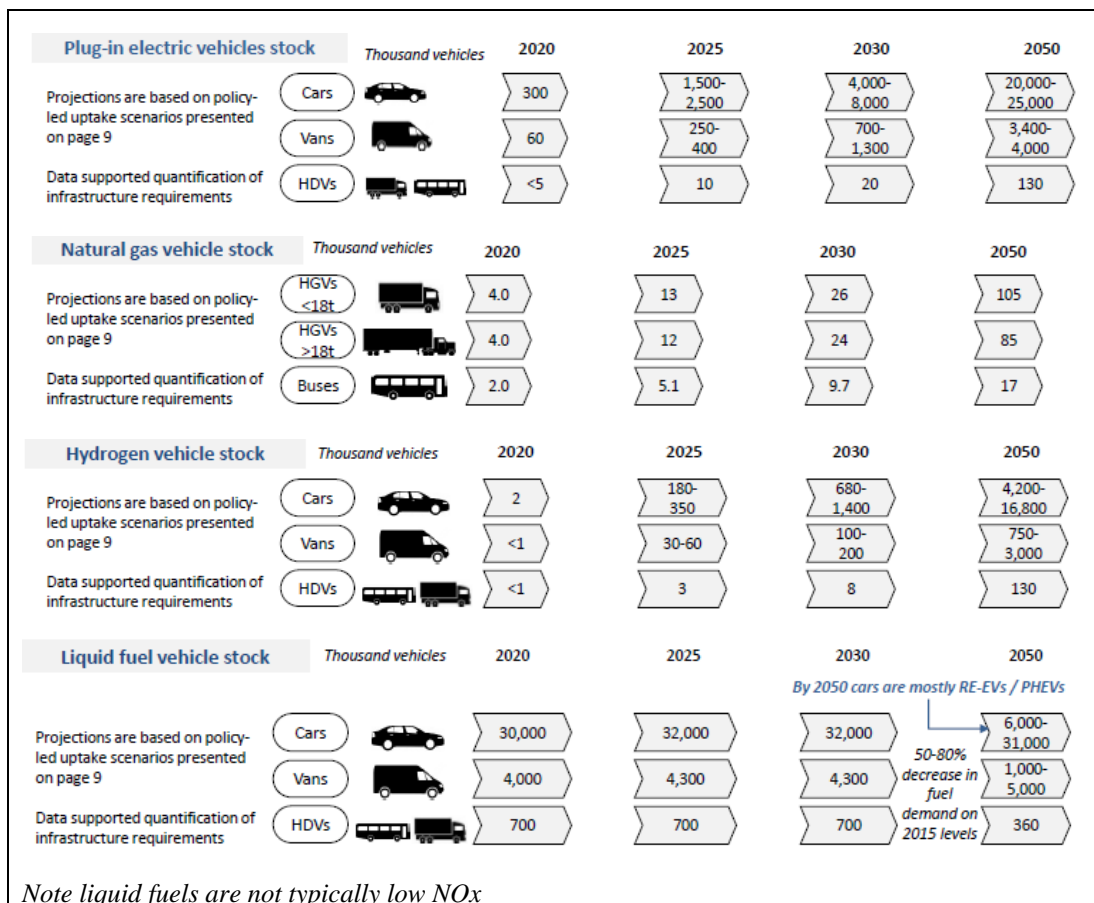 Plug-in electric vehicles stock Thousand vehicles 2020 2025 2030 2050
Projections are based on policy-
led uptake scenarios presented
on page 9
Data supported quantification of
infrastructure requirements
Cars 300 1,500-
2,500 4,000-
8,000 20,000-
25,000
Vans 60 250-
400 700-
1,300 3,400-
4,000
HDVs <5 10 20 130
Natural gas vehicle stock Thousand vehicles 2020 2025 2030 2050
Projections are based on policy-
led uptake scenarios presented
on page 9
Data supported quantification of
infrastructure requirements
HGVs
<18t 4.0 13 26 105
HGVs
>18t 4.0 12 24 85
Buses 2.0 5.1 9.7 17
Hydrogen vehicle stock Thousand vehicles 2020 2025 2030 2050
Projections are based on policy-
led uptake scenarios presented
on page 9
Data supported quantification of
infrastructure requirements
Cars 2 180-
350 680-
1,400 4,200-
16,800
Vans <1 30-60 100-
200 750-
3,000
HDVs <1 3 8 130
Liquid fuel vehicle stock Thousand vehicles 2020 2025 2030 2050
By 2050 cars are mostly RE-EVs / PHEVs
Projections are based on policy-
led uptake scenarios presented
on page 9
Data supported quantification of
infrastructure requirements
Cars 30,000 32,000 32,000 6,000-
31,000
Vans 4,000 4,300 4,300 1,000-
5,000
HDVs 700 700 700 360
50-80%
decrease in
fuel
demand on
2015 levels
Note liquid fuels are not typically low NOx